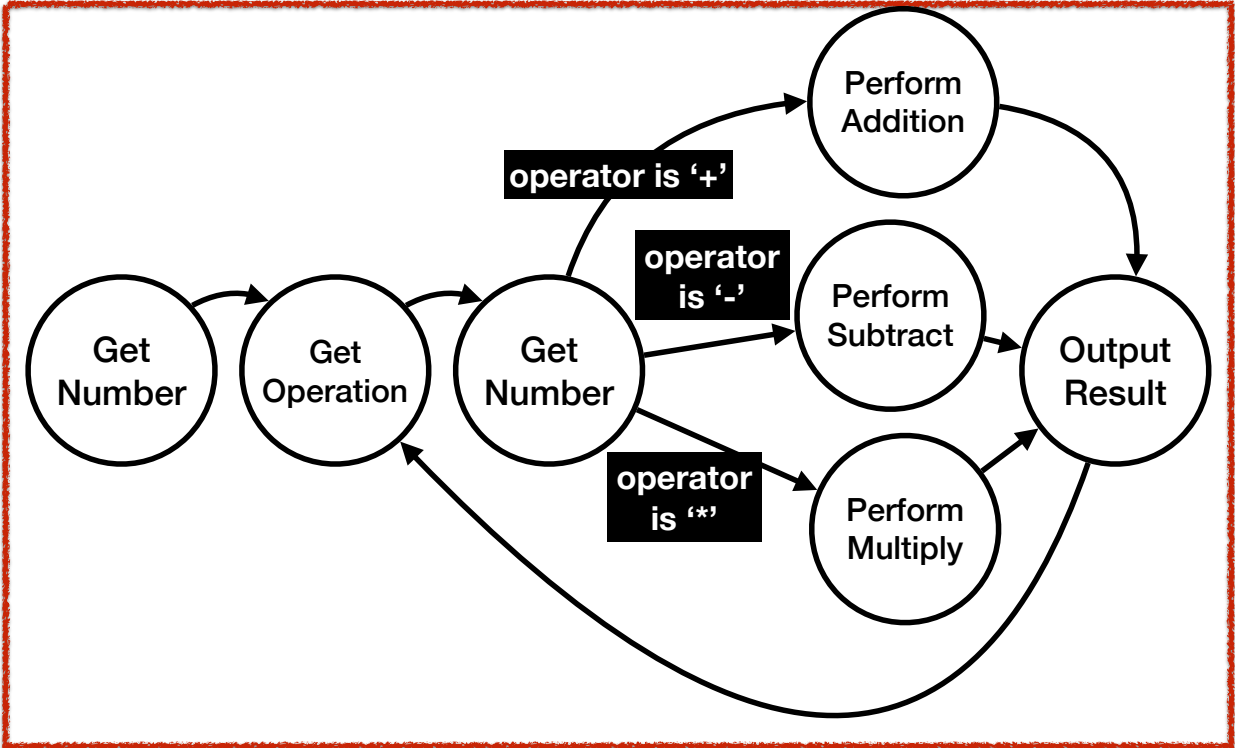 Get
Number
Get
Operation
Get
Number
operator is ‘+’
operator
is ‘-’
operator
is ‘*’
Perform
Addition
Perform
Subtract
Perform
Multiply
Output
Result